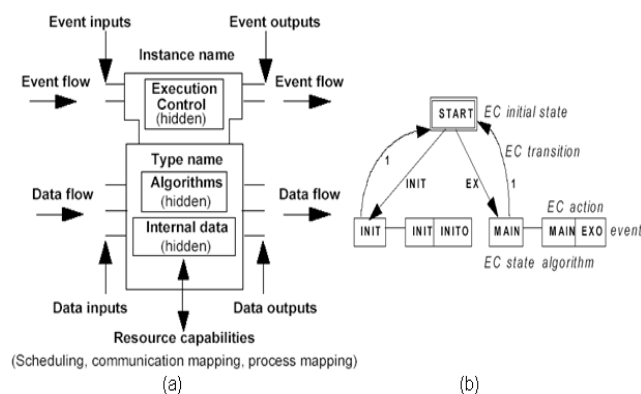 Event inputs
Event outputs
Instance name
Event flow
Event flow
Execution
Control
(hidden)
Type name
Algorithms
(hidden)
Data flow
Data flow
Internal data
(hidden)
Data inputs
Data outputs
Resource capabilities
(Scheduling, communication mapping, process mapping)
(a)
START
EC initial state
1
EC transition
INIT
EX
1
EC action
INIT
INIT INITO
MAIN
MAIN EXO
event
EC state algorithm
(b)